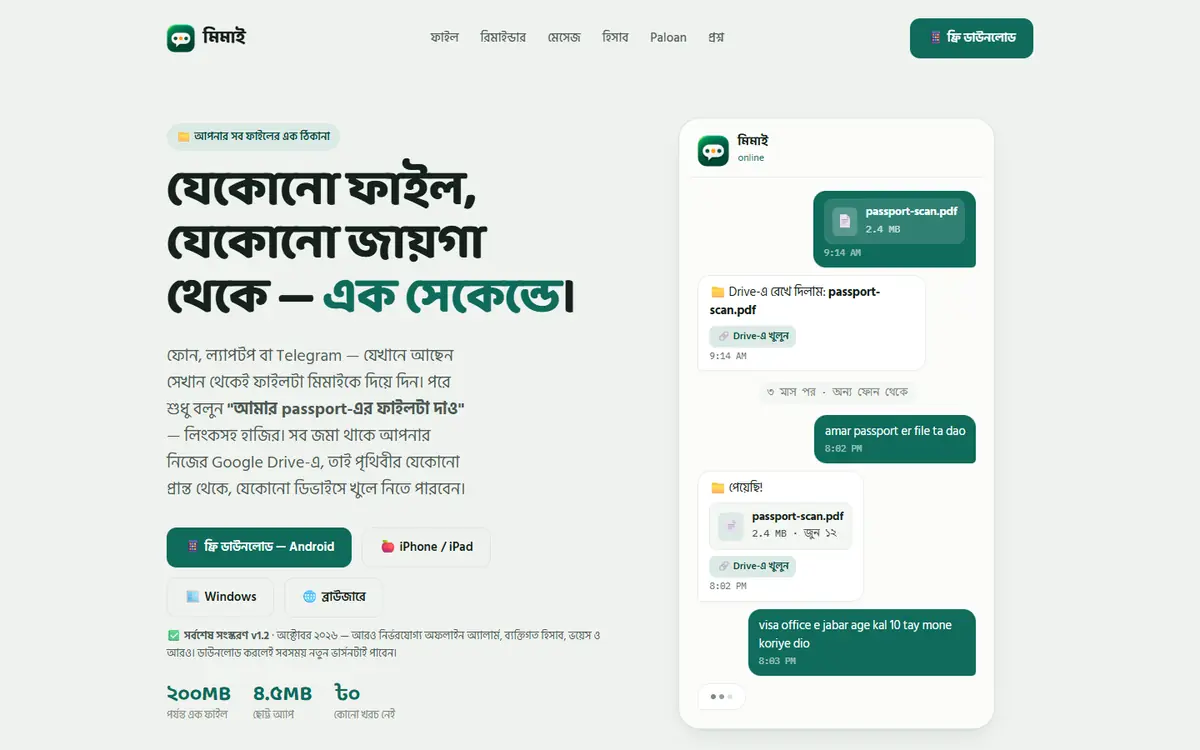 মিমাই
ফাইল
রিমাইন্ডার
মেসেজ
হিসাব
Paloan
প্রশ্ন
ফ্রি ডাউনলোড
আপনার সব ফাইলের এক ঠিকানা
যেকোনো ফাইল,
যেকোনো জায়গা
থেকে — এক সেকেন্ডে।
ফোন, ল্যাপটপ বা Telegram — যেখানে আছেন
সেখান থেকেই ফাইলটা মিমাইকে দিয়ে দিন। পরে
শুধু বলুন "আমার passport-এর ফাইলটা দাও"
— লিংকসহ হাজির। সব জমা থাকে আপনার
নিজের Google Drive-এ, তাই পৃথিবীর যেকোনো
প্রান্ত থেকে, যেকোনো ডিভাইসে খুলে নিতে পারবেন।
ফ্রি ডাউনলোড — Android
iPhone / iPad
Windows
ব্রাউজারে
সর্বশেষ সংস্করণ v1.2 · অক্টোবর ২০২৬ — আরও নির্ভরযোগ্য অফলাইন অ্যালার্ম, ব্যক্তিগত হিসাব, ভয়েস ও
আরও। ডাউনলোড করলেই সবসময় নতুন ভার্সনটাই পাবেন।
২০০MB
পর্যন্ত এক ফাইল
৪.৫MB
ছোট্ট অ্যাপ
৳০
কোনো খরচ নেই
মিমাই
online
passport-scan.pdf
2.4 MB
9:14 AM
Drive-এ রেখে দিলাম: passport-
scan.pdf
Drive-এ খুলুন
9:14 AM
৩ মাস পর · অন্য ফোন থেকে
amar passport er file ta dao
8:02 PM
পেয়েছি!
passport-scan.pdf
2.4 MB · জুন ১২
Drive-এ খুলুন
8:02 PM
visa office e jabar age kal 10 tay mone
koriye dio
8:03 PM